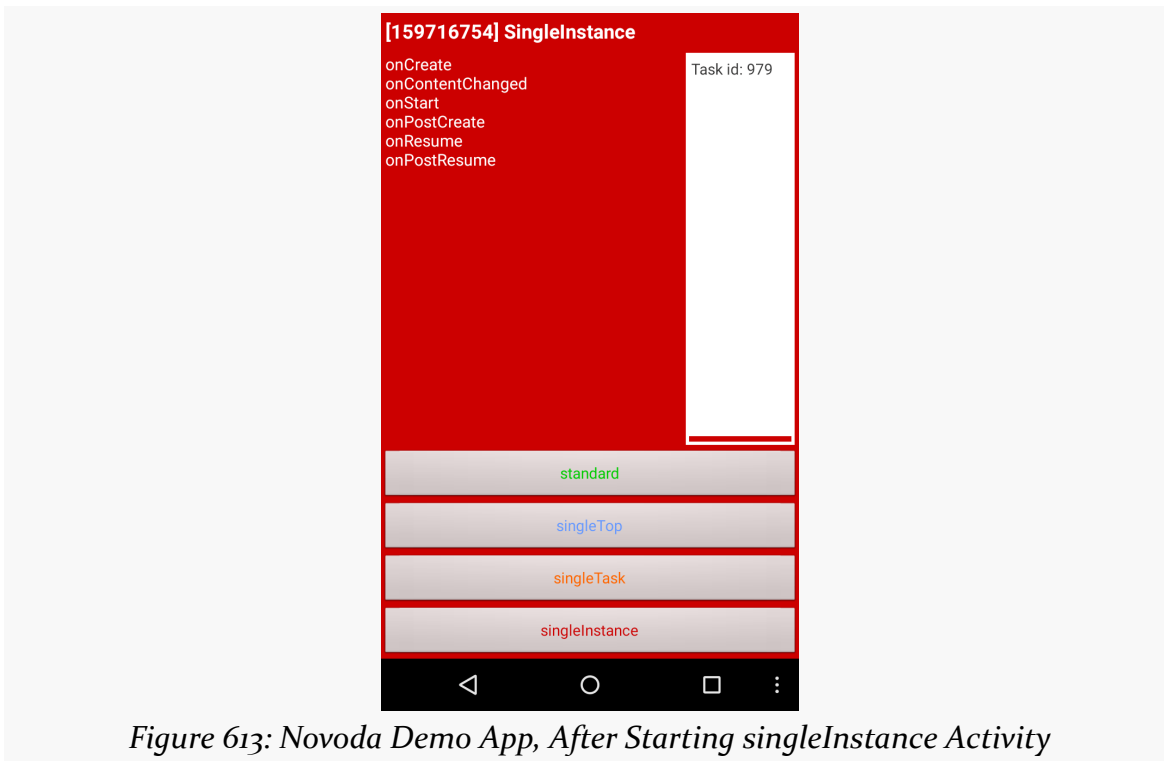 [159716754] SingleInstance
onCreate
onContentChanged
onStart
onPostCreate
onResume
onPostResume
Task id: 979
standard
singleTop
singleTask
singleInstance
Figure 613: Novoda Demo App, After Starting singleInstance Activity